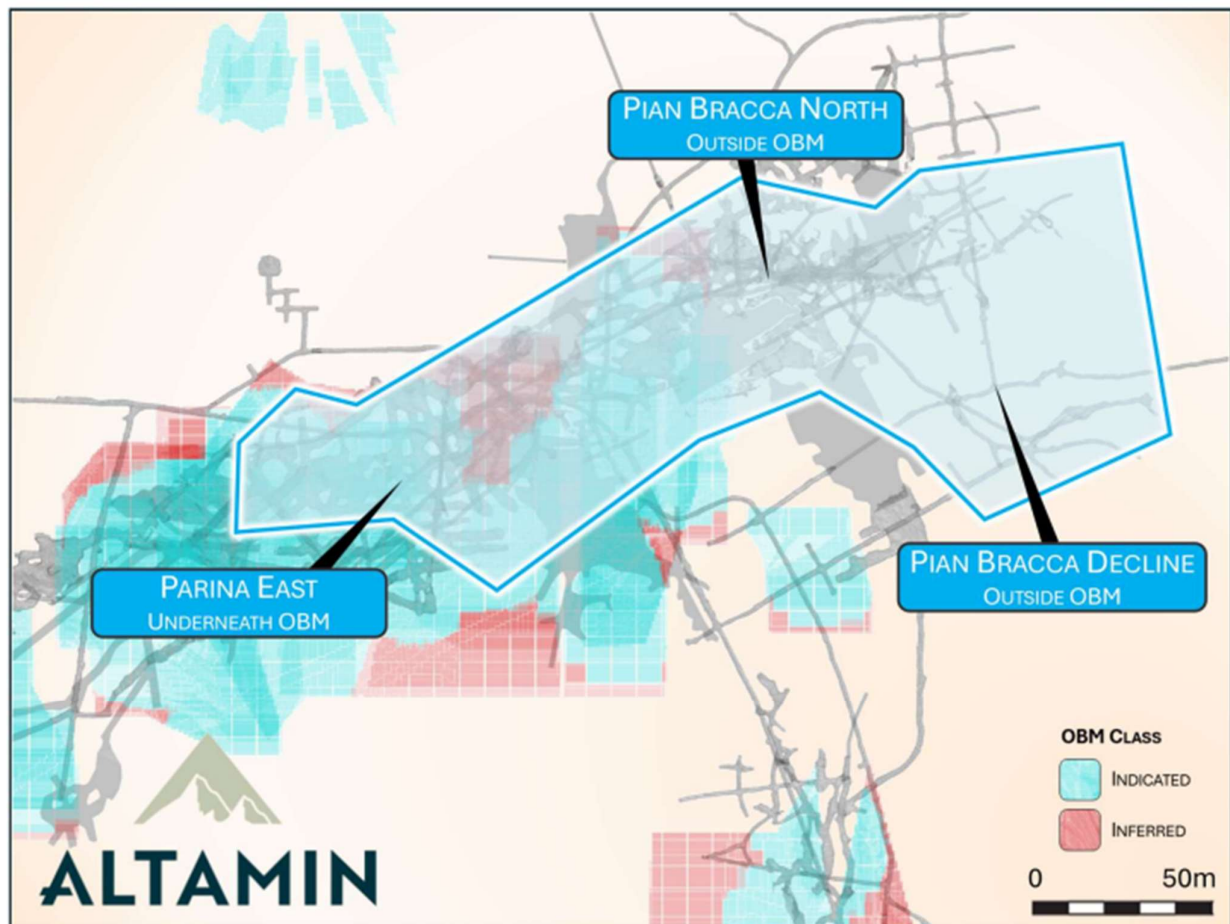 PIAN BRACCA NORTH
OUTSIDE OBM
PARINA EAST
UNDERNEATH OBM
PIAN BRACCA DECLINE
OUTSIDE OBM
OBM CLASS
INDICATED
INFERRED
0 50m
ALTAMIN